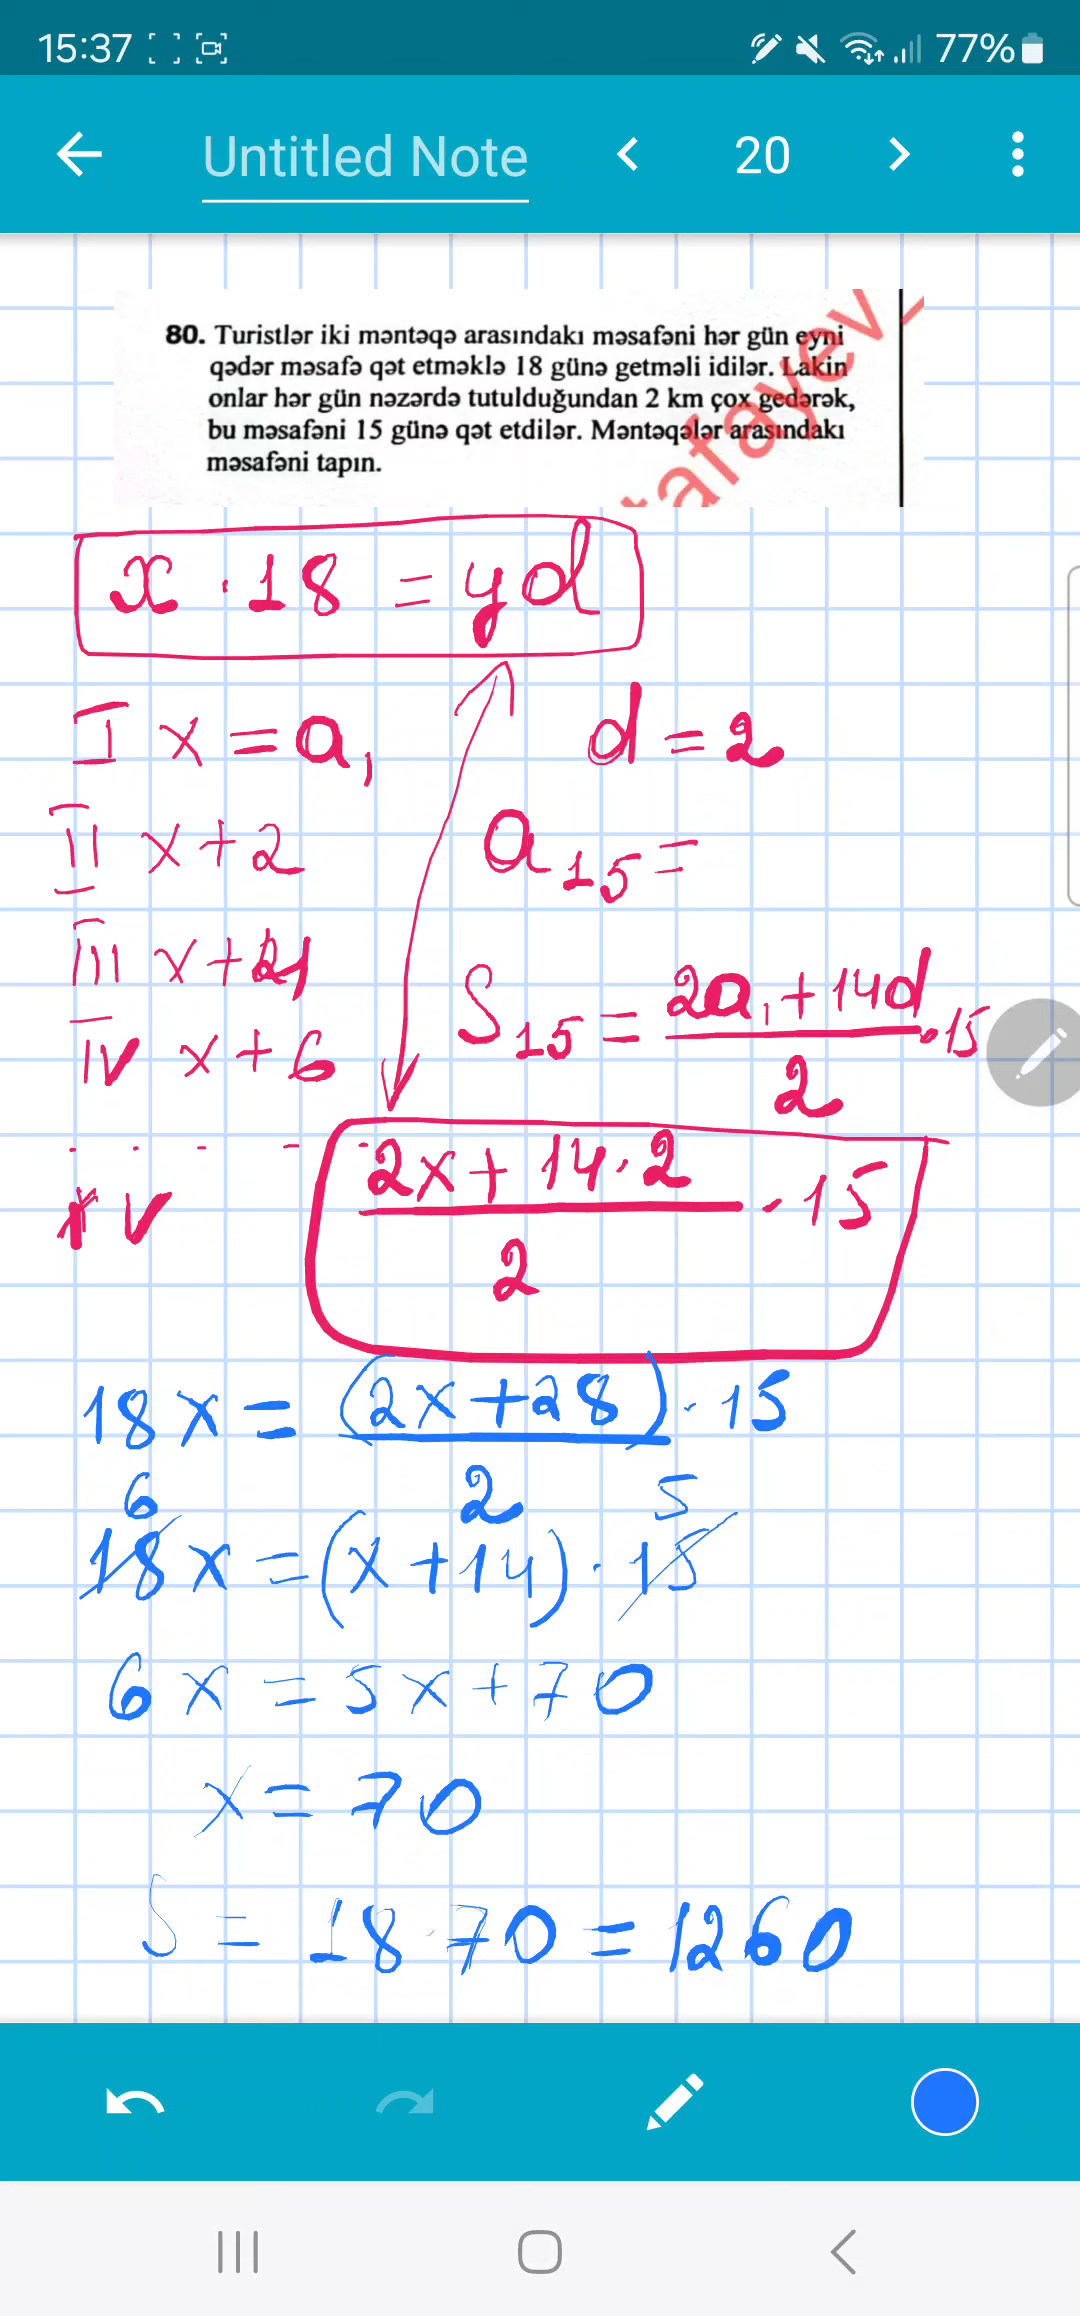 15:37 77%
Untitled Note 20
80. Turistlər iki məntəqə arasındakı məsafəni hər gün eyni
qədər məsafə qət etməklə 18 günə getməli idilər. Lakin
onlar hər gün nəzərdə tutulduğundan 2 km çox gedərək,
bu məsafəni 15 günə qət etdilər. Məntəqələr arasındakı
məsafəni tapın.
afayev_
x · 18 = yol
I x = a₁ d = 2
II x + 2 a₁₅ =
III x + 4
S₁₅ = (2a₁ + 14d)/2 · 15
IV x + 6
(2x + 14 · 2)/2 · 15
18x = (2x + 28)/2 · 15
6 5
18x = (x + 14) · 15
6x = 5x + 70
x = 70
S = 18 · 70 = 1260